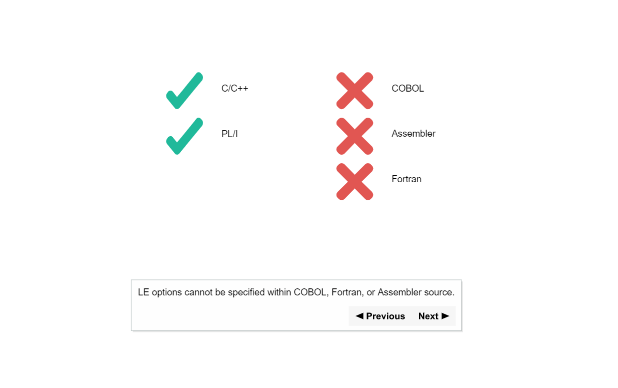 C/C++
COBOL
PL/I
Assembler
Fortran
LE options cannot be specified within COBOL, Fortran, or Assembler source.
Previous Next